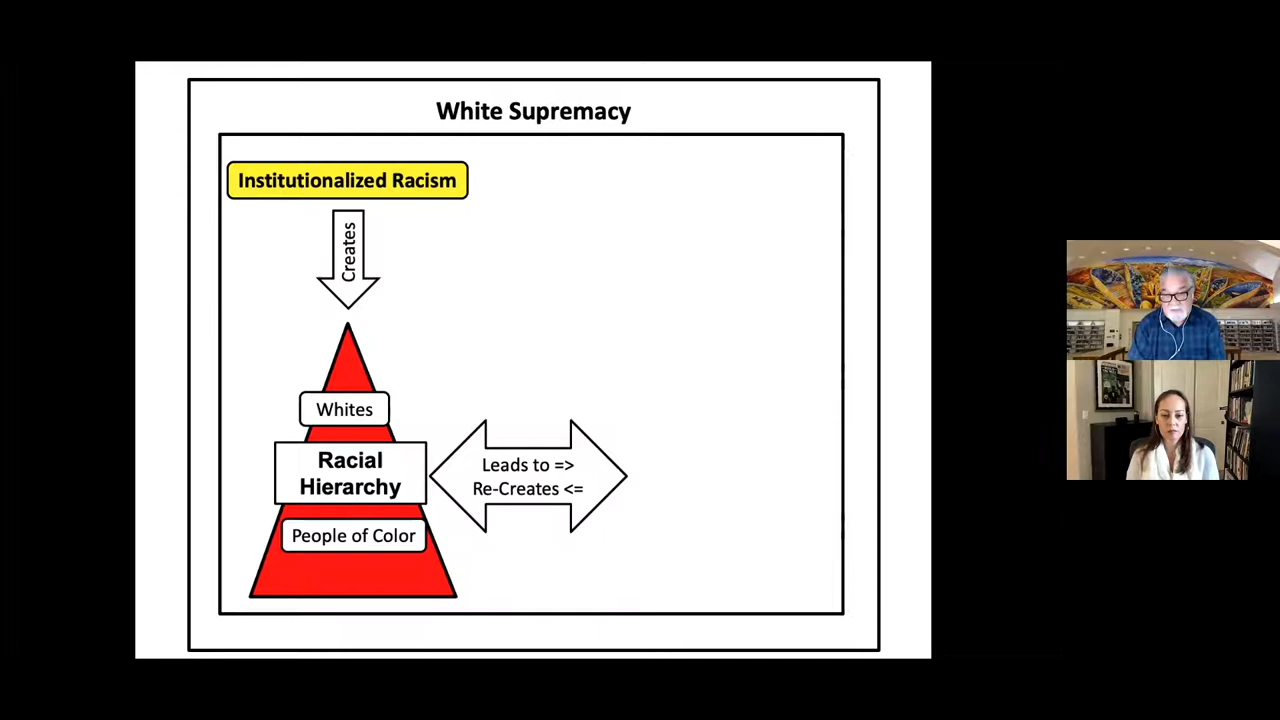 White Supremacy
Institutionalized Racism
Creates
Whites
Racial
Hierarchy
Leads to =>
Re-Creates <=
People of Color